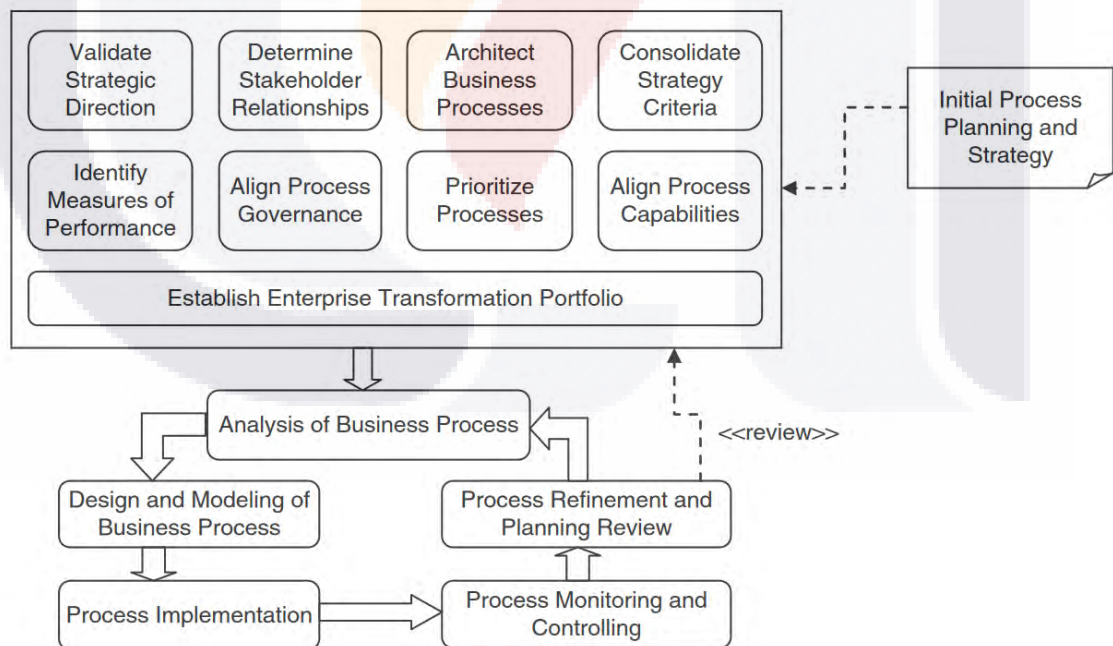 Validate
Strategic
Direction
Determine
Stakeholder
Relationships
Architect
Business
Processes
Consolidate
Strategy
Criteria
Initial Process
Planning and
Strategy
Identify
Measures of
Performance
Align Process
Governance
Prioritize
Processes
Align Process
Capabilities
Establish Enterprise Transformation Portfolio
Analysis of Business Process
<<review>>
Design and Modeling of
Business Process
Process Refinement and
Planning Review
Process Implementation
Process Monitoring and
Controlling